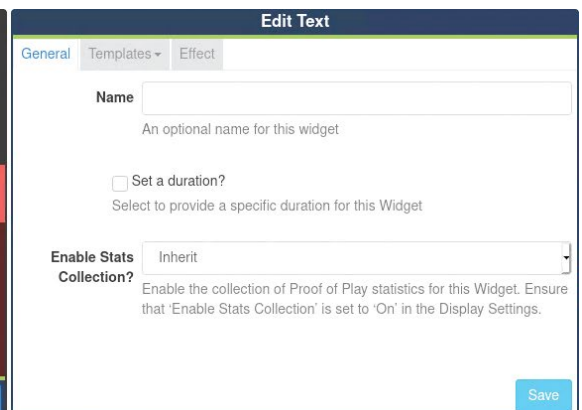 Edit Text
General Templates Effect
Name
An optional name for this widget
Set a duration?
Select to provide a specific duration for this Widget
Enable Stats Collection? Inherit
Enable the collection of Proof of Play statistics for this Widget. Ensure
that ‘Enable Stats Collection’ is set to ‘On’ in the Display Settings.
Save